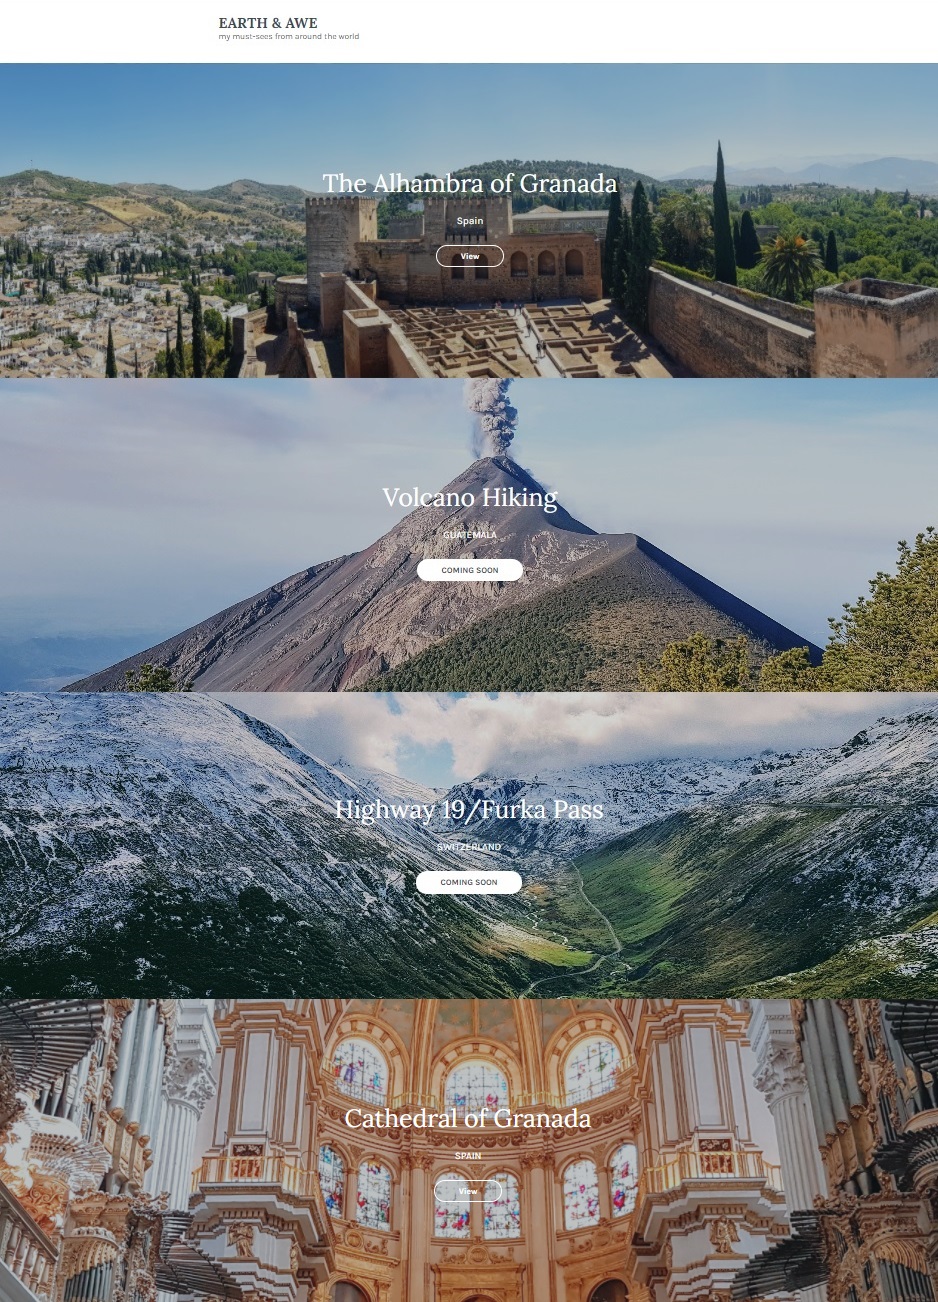 EARTH & AWE
my must-sees from around the world
The Alhambra of Granada
Spain
View
Volcano Hiking
GUATEMALA
COMING SOON
Highway 19/Furka Pass
SWITZERLAND
COMING SOON
Cathedral of Granada
SPAIN
View